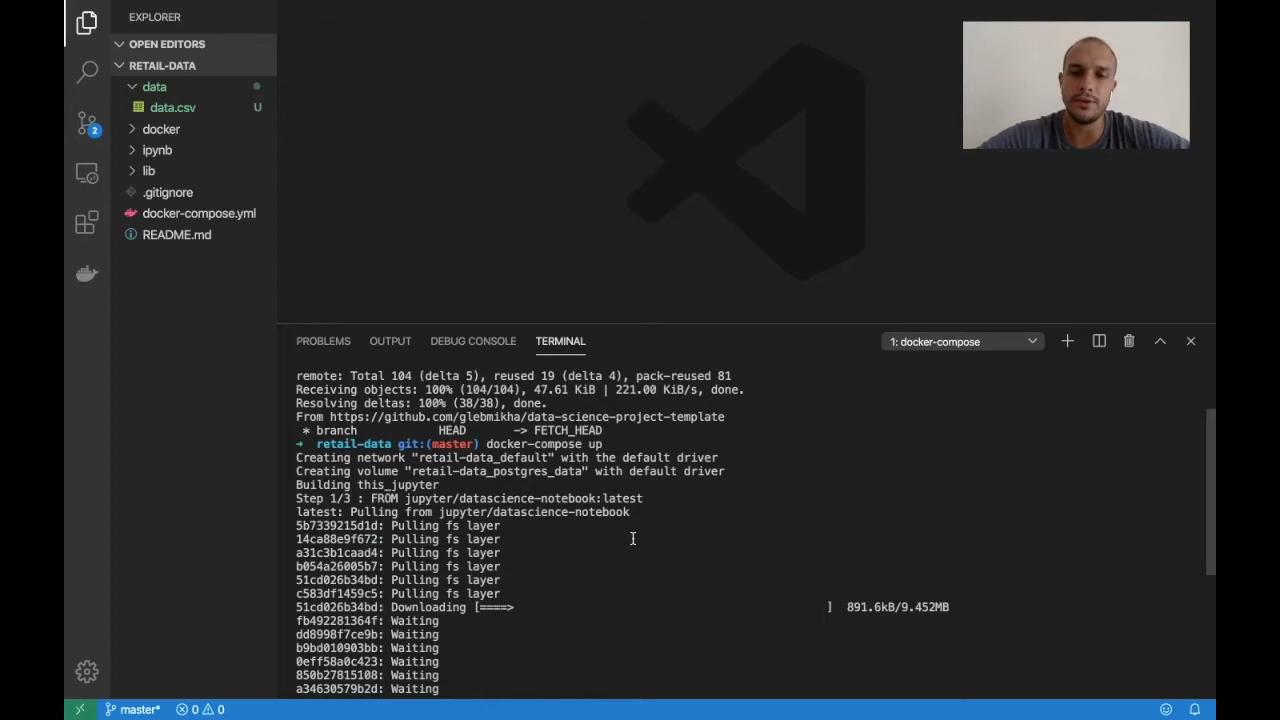 EXPLORER
OPEN EDITORS
RETAIL-DATA
data
data.csv U
docker
ipynb
lib
.gitignore
docker-compose.yml
README.md
2
PROBLEMS OUTPUT DEBUG CONSOLE TERMINAL 1: docker-compose
remote: Total 104 (delta 5), reused 19 (delta 4), pack-reused 81
Receiving objects: 100% (104/104), 47.61 KiB | 221.00 KiB/s, done.
Resolving deltas: 100% (38/38), done.
From https://github.com/glebmikha/data-science-project-template
* branch HEAD -> FETCH_HEAD
➜ retail-data git:(master) docker-compose up
Creating network "retail-data_default" with the default driver
Creating volume "retail-data_postgres_data" with default driver
Building this_jupyter
Step 1/3 : FROM jupyter/datascience-notebook:latest
latest: Pulling from jupyter/datascience-notebook
5b7339215d1d: Pulling fs layer
14ca88e9f672: Pulling fs layer
a31c3b1caad4: Pulling fs layer
b054a26005b7: Pulling fs layer
51cd026b34bd: Pulling fs layer
c583df1459c5: Pulling fs layer
51cd026b34bd: Downloading [====> ] 891.6kB/9.452MB
fb492281364f: Waiting
dd8998f7ce9b: Waiting
b9bd010903bb: Waiting
0eff58a0c423: Waiting
850b27815108: Waiting
a34630579b2d: Waiting
master* 0 0